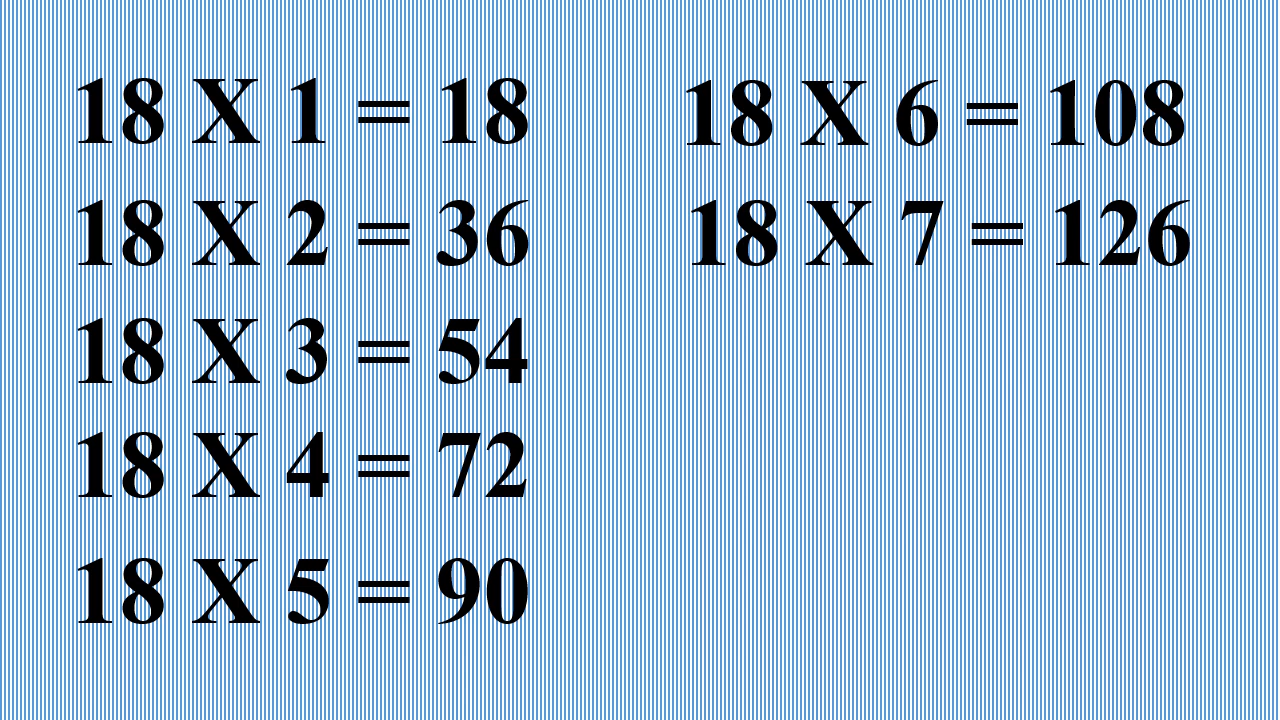 18 X 1 = 18
18 X 2 = 36
18 X 3 = 54
18 X 4 = 72
18 X 5 = 90
18 X 6 = 108
18 X 7 = 126